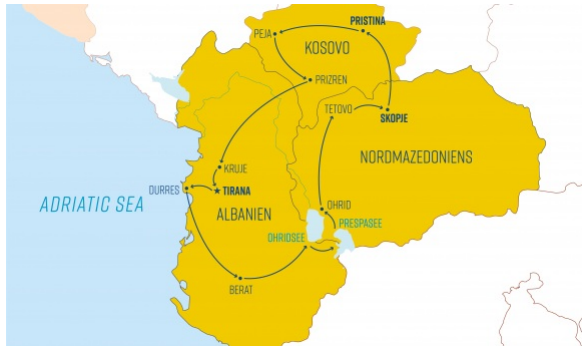 PRISTINA
PEJA
KOSOVO
PRIZREN
TETOVO
SKOPJE
NORDMAZEDONIENS
KRUJE
DURRES
TIRANA
ADRIATIC SEA
ALBANIEN
OHRID
PRESPASEE
OHRIDSEE
BERAT